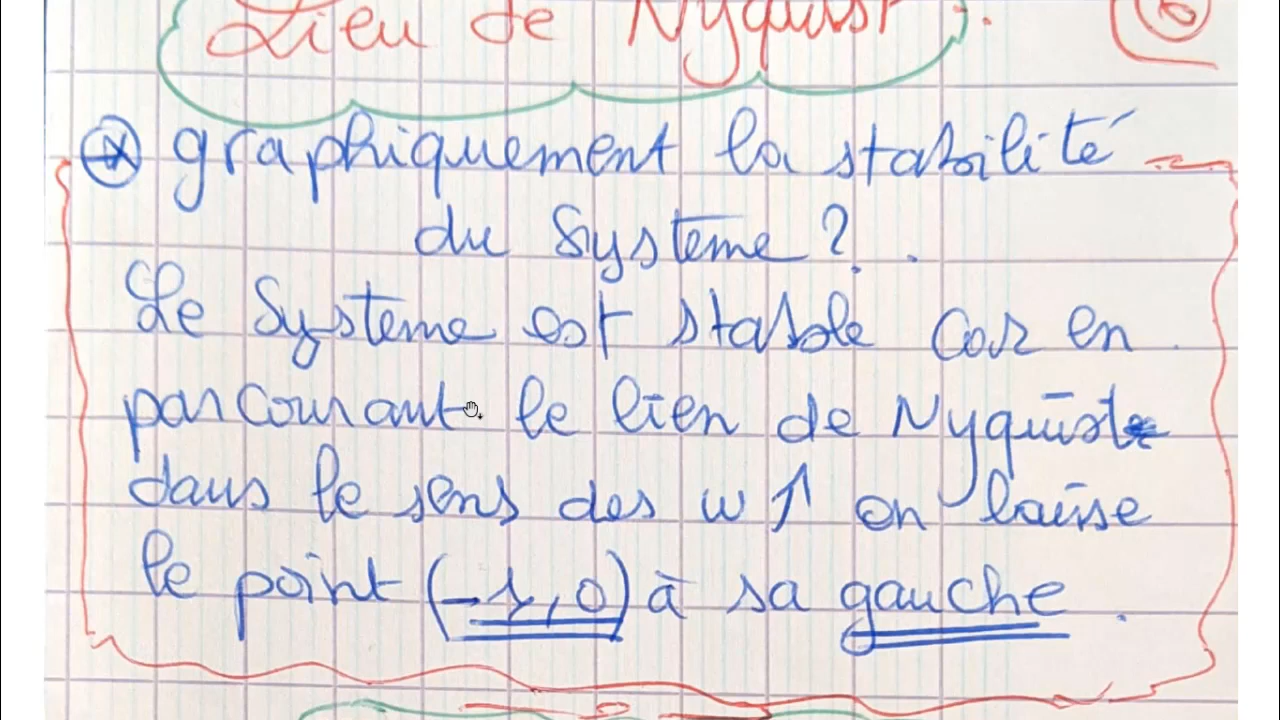 Lieu de Nyquist :
graphiquement la stabilité
du Système ?
Le Système est stable car en
parcourant le lien de Nyquist
dans le sens des w ↑ on laisse
le point (-1, 0) à sa gauche.